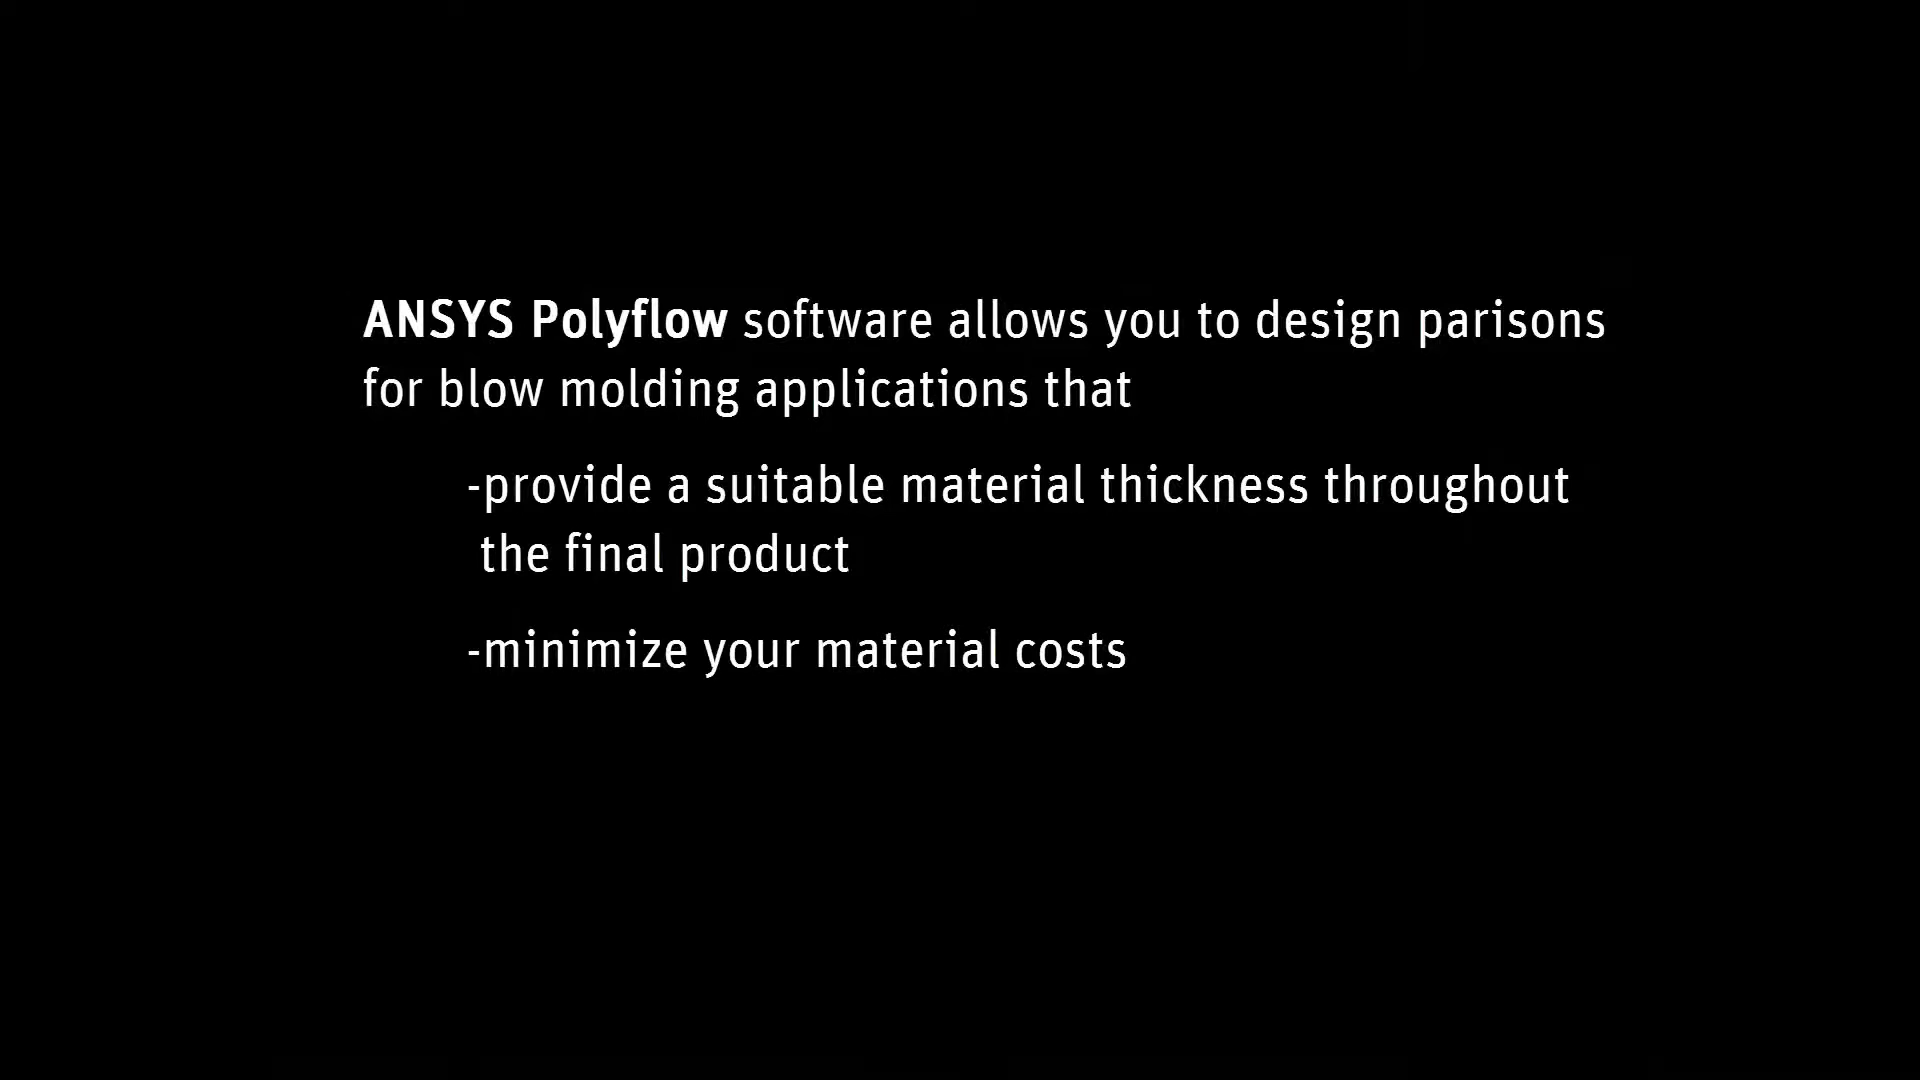 ANSYS Polyflow software allows you to design parisons
for blow molding applications that
-provide a suitable material thickness throughout
the final product
-minimize your material costs